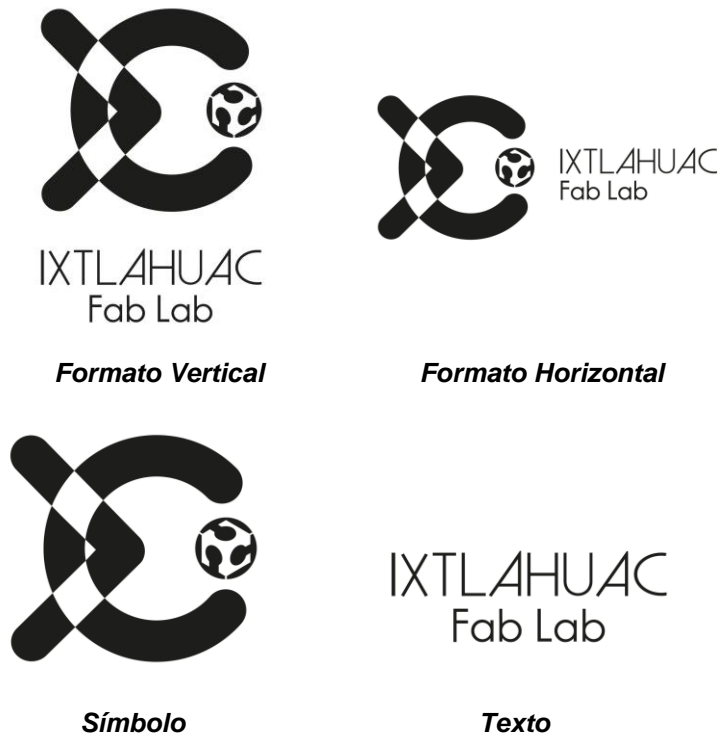 IXTLAHUAC
Fab Lab
IXTLAHUAC
Fab Lab
Formato Vertical
Formato Horizontal
IXTLAHUAC
Fab Lab
Símbolo
Texto